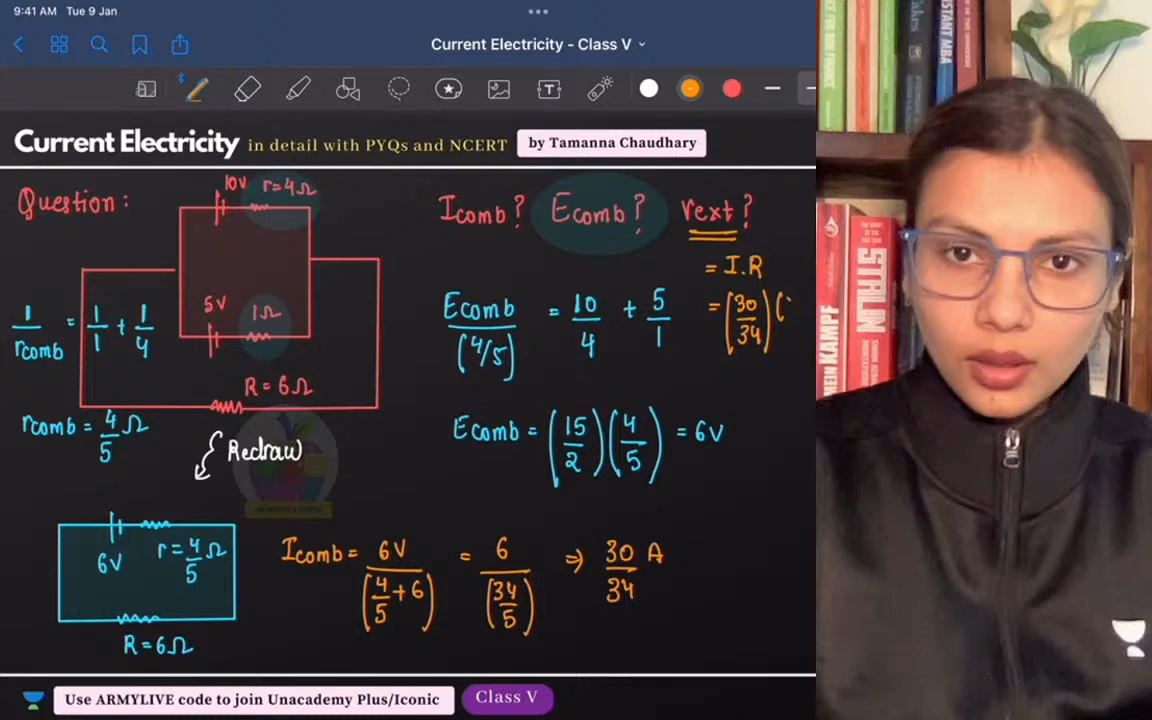 9:41 AM Tue 9 Jan
Current Electricity - Class V
Current Electricity in detail with PYQs and NCERT by Tamanna Chaudhary
Question:
10V r=4Ω
5V 1Ω
R = 6Ω
1/rcomb = 1/1 + 1/4
rcomb = 4/5 Ω
Redraw
6V r=4/5 Ω
R=6Ω
Icomb? Ecomb? rext?
= I.R
= (30/34)(
Ecomb/(4/5) = 10/4 + 5/1
Ecomb = (15/2)(4/5) = 6V
Icomb = 6V/(4/5+6) = 6/(34/5) ⇒ 30/34 A
Use ARMYLIVE code to join Unacademy Plus/Iconic Class V
STALIN
MEIN KAMPF